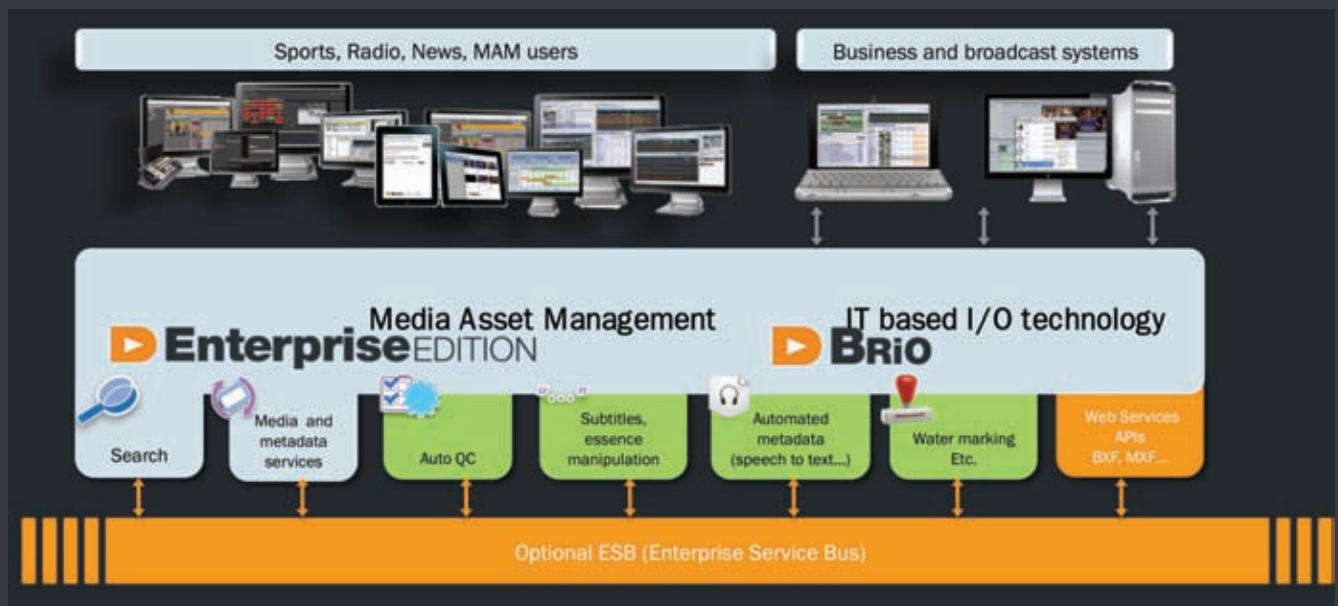 Sports, Radio, News, MAM users
Business and broadcast systems
Media Asset Management
IT based I/O technology
Enterprise EDITION
BRiO
Search
Media and
metadata
services
Auto QC
Subtitles,
essence
manipulation
Automated
metadata
(speech to text...)
Water marking
Etc.
Web Services
APIs
BXF, MXF...
Optional ESB (Enterprise Service Bus)